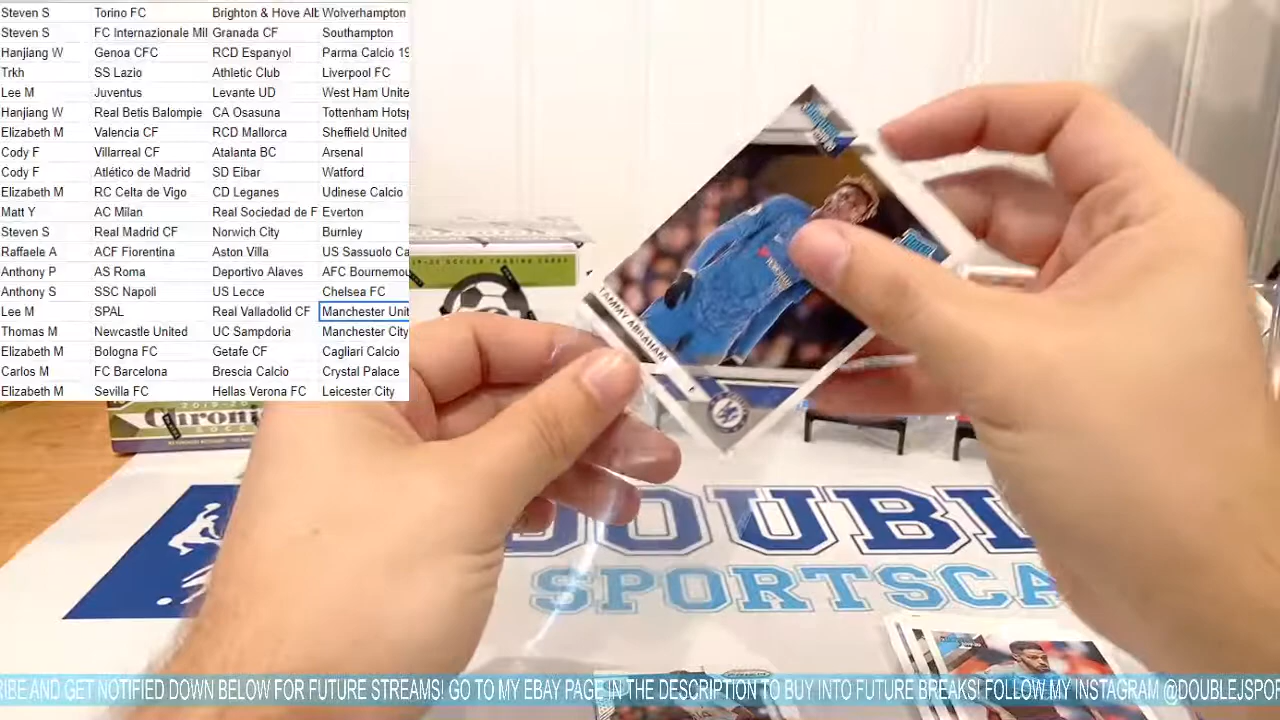 Steven S Torino FC Brighton & Hove Alb Wolverhampton
Steven S FC Internazionale Mil Granada CF Southampton
Hanjiang W Genoa CFC RCD Espanyol Parma Calcio 19
Trkh SS Lazio Athletic Club Liverpool FC
Lee M Juventus Levante UD West Ham Unite
Hanjiang W Real Betis Balompie CA Osasuna Tottenham Hotsp
Elizabeth M Valencia CF RCD Mallorca Sheffield United
Cody F Villarreal CF Atalanta BC Arsenal
Cody F Atlético de Madrid SD Eibar Watford
Elizabeth M RC Celta de Vigo CD Leganes Udinese Calcio
Matt Y AC Milan Real Sociedad de F Everton
Steven S Real Madrid CF Norwich City Burnley
Raffaele A ACF Fiorentina Aston Villa US Sassuolo Ca
Anthony P AS Roma Deportivo Alaves AFC Bournemou
Anthony S SSC Napoli US Lecce Chelsea FC
Lee M SPAL Real Valladolid CF Manchester Unit
Thomas M Newcastle United UC Sampdoria Manchester City
Elizabeth M Bologna FC Getafe CF Cagliari Calcio
Carlos M FC Barcelona Brescia Calcio Crystal Palace
Elizabeth M Sevilla FC Hellas Verona FC Leicester City
TAMMY ABRAHAM
SOCCER TRADING CARDS
Chron
DOUBL
SPORTSCA
RIBE AND GET NOTIFIED DOWN BELOW FOR FUTURE STREAMS! GO TO MY EBAY PAGE IN THE DESCRIPTION TO BUY INTO FUTURE BREAKS! FOLLOW MY INSTAGRAM @DOUBLEJSPOR